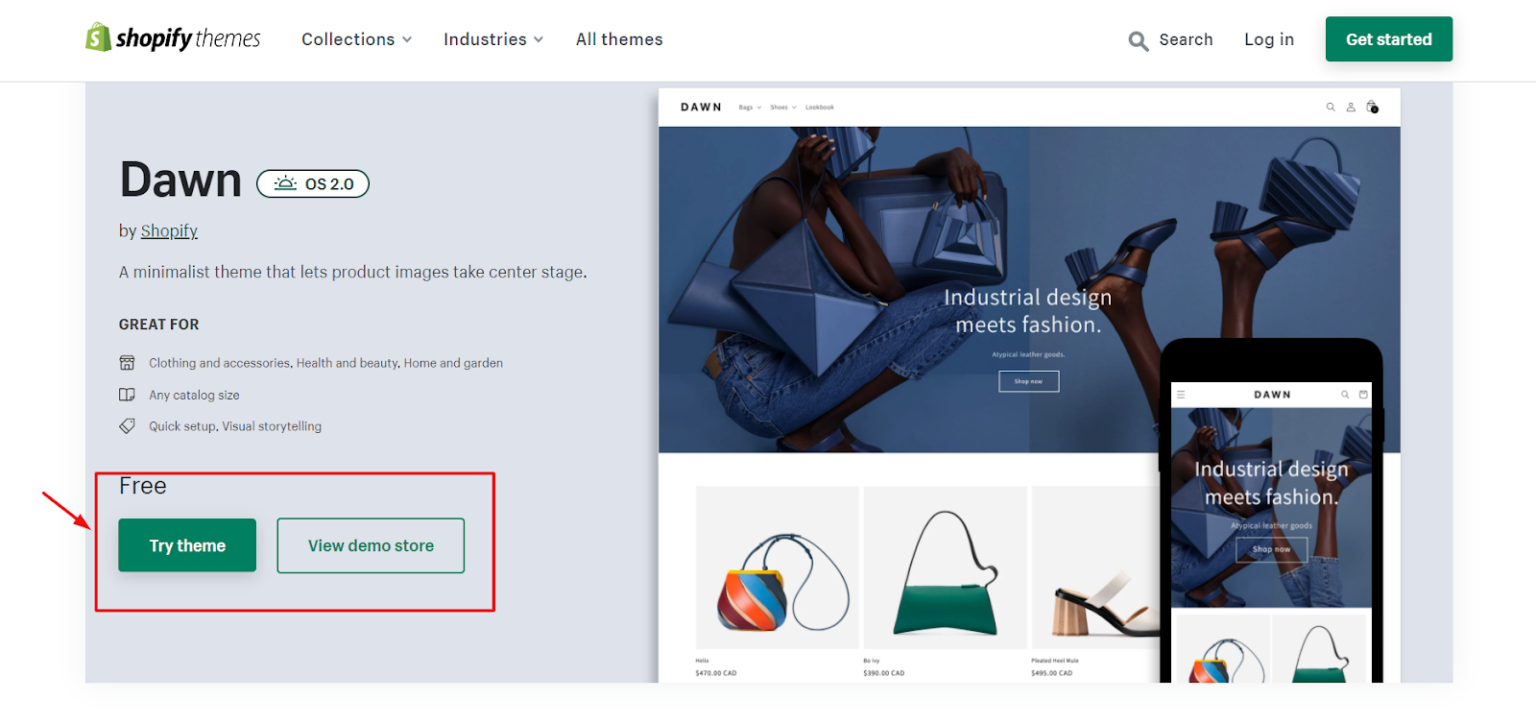 shopify themes
Collections
Industries
All themes
Search
Log in
Get started
Dawn
OS 2.0
by Shopify
A minimalist theme that lets product images take center stage.
GREAT FOR
Clothing and accessories, Health and beauty, Home and garden
Any catalog size
Quick setup, Visual storytelling
Free
Try theme
View demo store
DAWN
Bags
Shoes
Lookbook
Industrial design
meets fashion.
Atypical leather goods.
Shop now
Helix
$470.00 CAD
Bo Ivy
$390.00 CAD
Pleated Heel Mule
$495.00 CAD
DAWN
Industrial design
meets fashion.
Atypical leather goods
Shop now